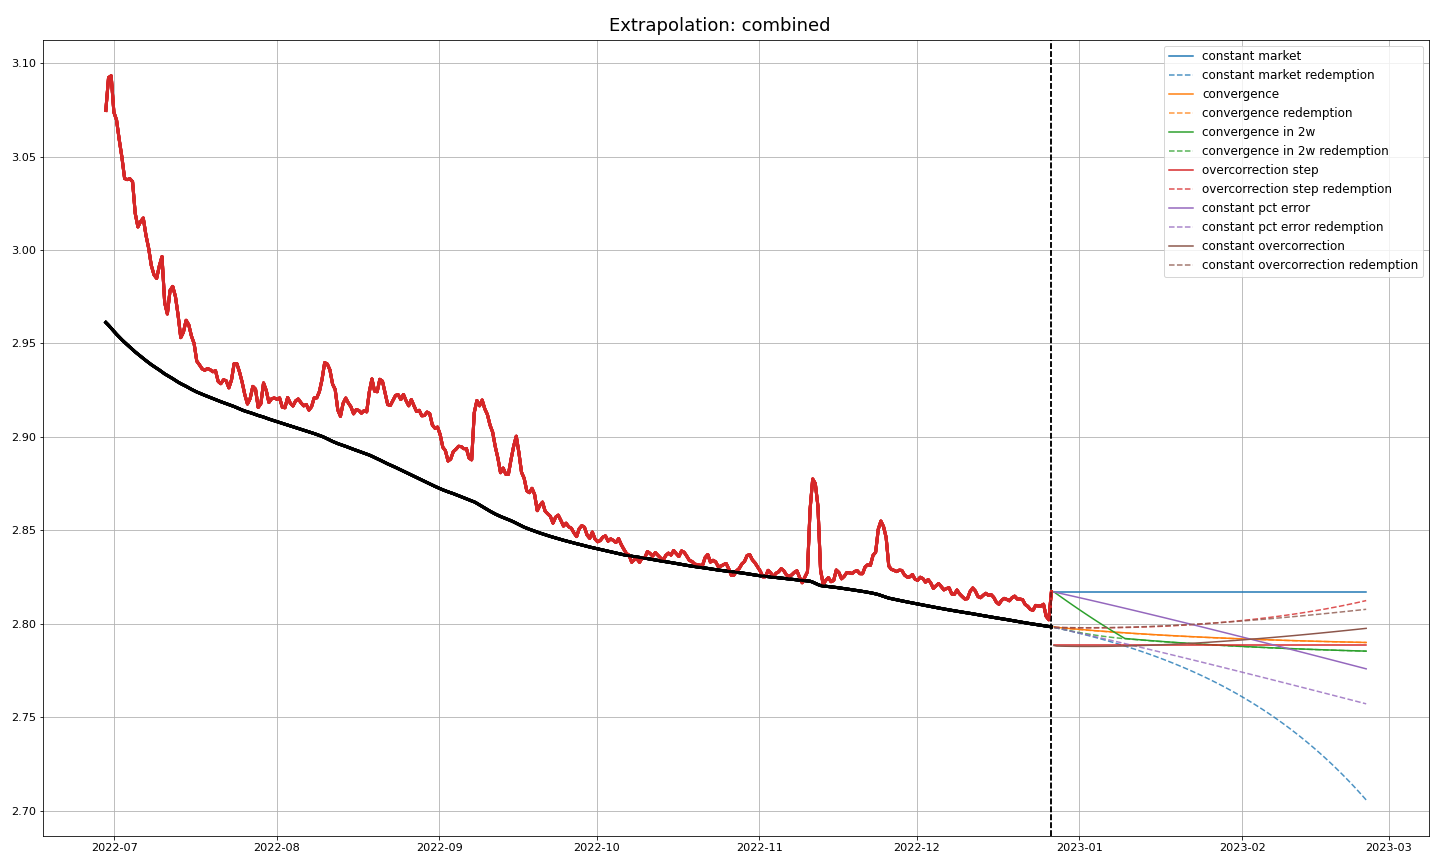 Extrapolation: combined
3.10
3.05
3.00
2.95
2.90
2.85
2.80
2.75
2.70
2022-07
2022-08
2022-09
2022-10
2022-11
2022-12
2023-01
2023-02
2023-03
constant market
constant market redemption
convergence
convergence redemption
convergence in 2w
convergence in 2w redemption
overcorrection step
overcorrection step redemption
constant pct error
constant pct error redemption
constant overcorrection
constant overcorrection redemption